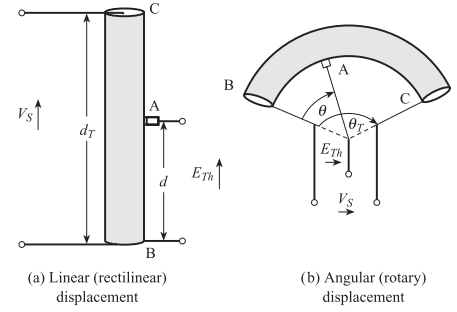 C
V_S
d_T
A
d
E_Th
B
(a) Linear (rectilinear)
displacement
B
A
C
θ
θ_T
E_Th
V_S
(b) Angular (rotary)
displacement